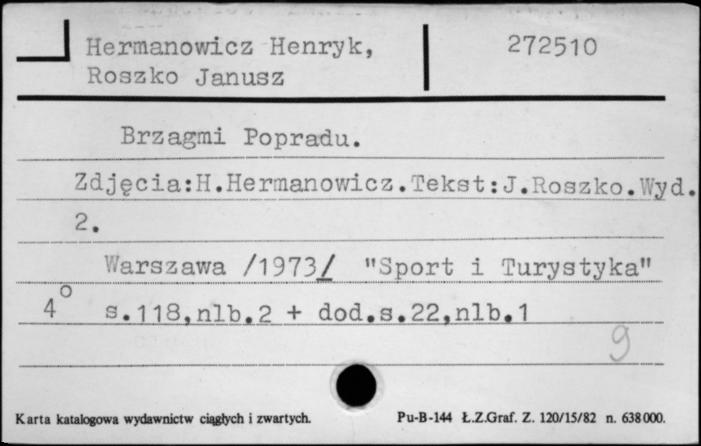 Hermanowicz Henryk,
Roszko Janusz
272510
Brzagmi Popradu.
Zdjęcia:H.Hermanowicz.Tekst:J.Roszko.Wyd.
2.
Warszawa /1973/ "Sport i Turystyka"
4° s.118,nlb.2 + dod.s.22,nlb.1
9
Karta katalogowa wydawnictw ciągłych i zwartych.
Pu-B-144 Ł.Z.Graf. Z. 120/15/82 n. 638000.